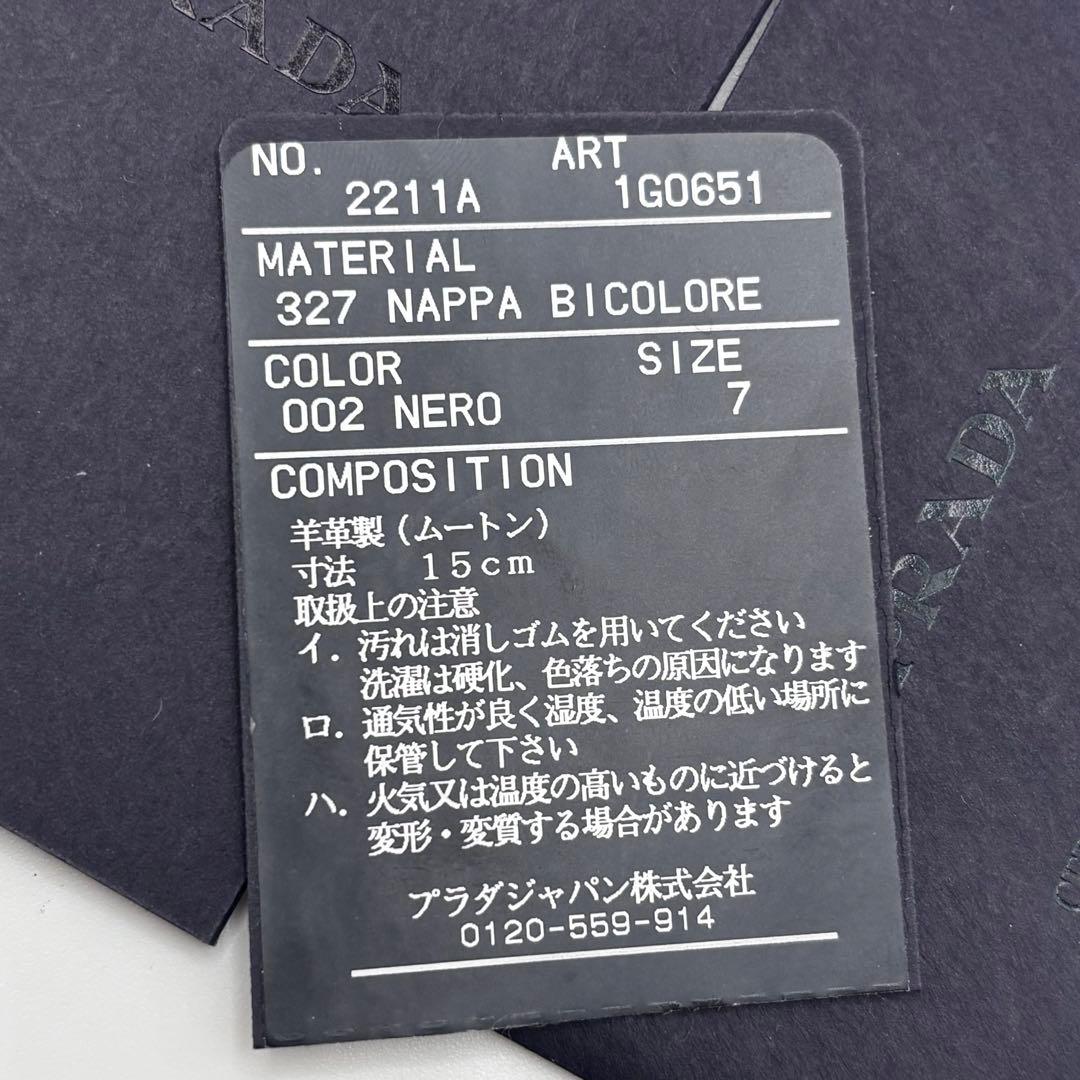 RADA
NO. ART
2211A 1G0651
MATERIAL
327 NAPPA BICOLORE
COLOR SIZE
002 NERO 7
COMPOSITION
羊革製(ムートン)
寸法 15cm
取扱上の注意
イ. 汚れは消しゴムを用いてください
洗濯は硬化、色落ちの原因になります
ロ. 通気性が良く湿度、温度の低い場所に
保管して下さい
ハ. 火気又は温度の高いものに近づけると
変形・変質する場合があります
プラダジャパン株式会社
0120-559-914
PRADA